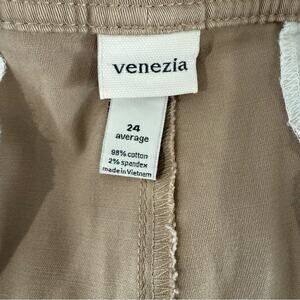 venezia
24
average
98% cotton
2% spandex
made in Vietnam